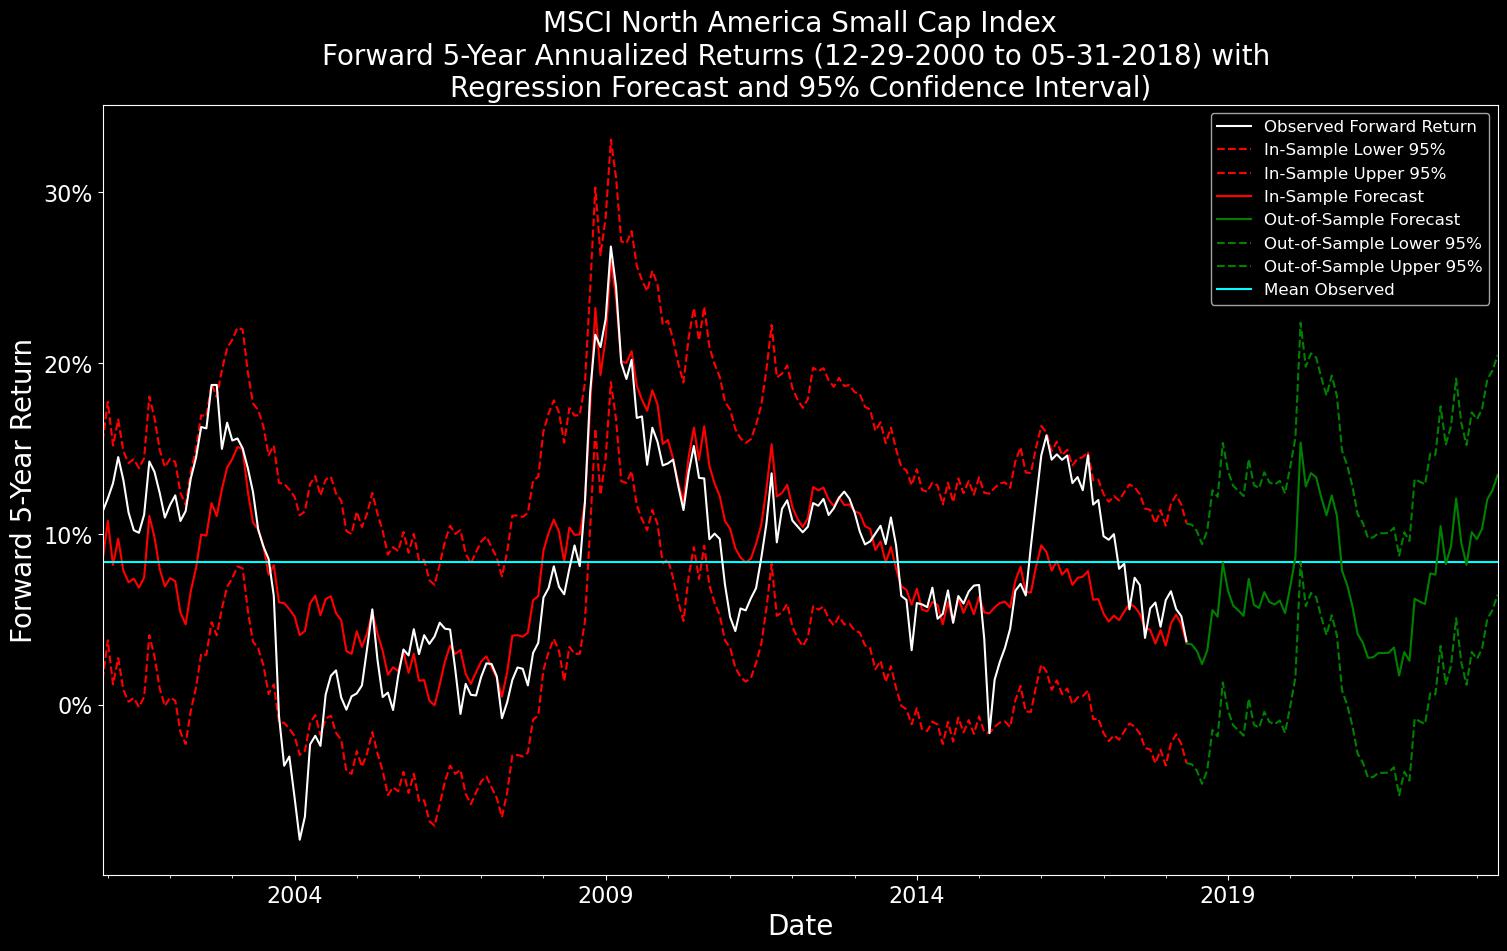 MSCI North America Small Cap Index
Forward 5-Year Annualized Returns (12-29-2000 to 05-31-2018) with
Regression Forecast and 95% Confidence Interval)
Observed Forward Return
In-Sample Lower 95%
In-Sample Upper 95%
In-Sample Forecast
Out-of-Sample Forecast
Out-of-Sample Lower 95%
Out-of-Sample Upper 95%
Mean Observed
Forward 5-Year Return
30%
20%
10%
0%
2004
2009
2014
2019
Date